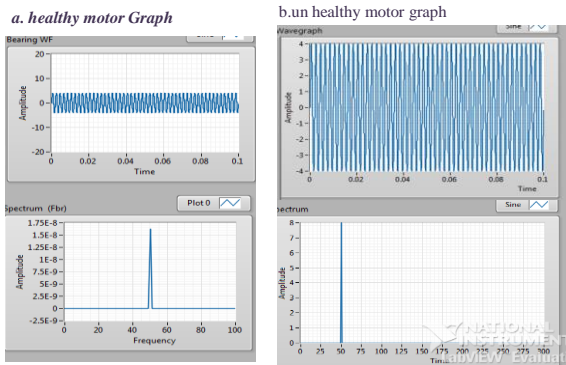 a. healthy motor Graph
b.un healthy motor graph
Bearing WF
20
10
0
-10
-20
Amplitude
0 0.02 0.04 0.06 0.08 0.1
Time
Wavegraph
Sine
4
3
2
1
0
-1
-2
-3
-4
Amplitude
0 0.02 0.04 0.06 0.08 0.1
Time
Spectrum (Fbr)
Plot 0
1.75E-8
1.5E-8
1.25E-8
1E-8
7.5E-9
5E-9
2.5E-9
0
-2.5E-9
Amplitude
0 20 40 60 80 100
Frequency
ectrum
Sine
8
7
6
5
4
3
2
1
0
Amplitude
0 25 50 75 100 125 150 175 200 225 250 275 300
NATIONAL
INSTRUMENT
LabVIEW Evaluat